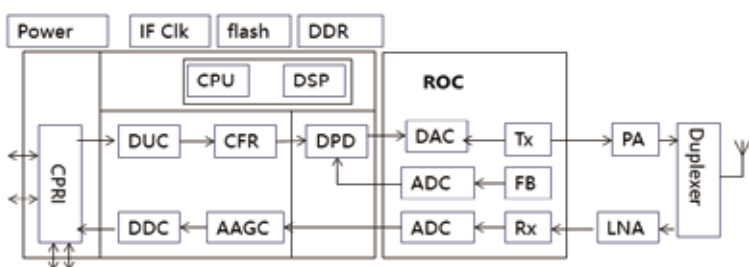 Power IF Clk flash DDR
CPU DSP ROC
DUC CFR DPD DAC Tx PA
CPRI
Duplexer
ADC FB
DDC AAGC ADC Rx LNA